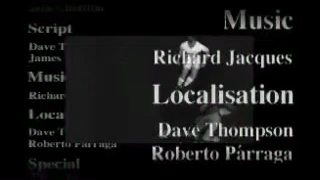 Music
Richard Jacques
Localisation
Dave Thompson
Roberto Párraga
Script
Dave T
James
Music
Richar
Loca
Dave T
Roberto Párraga
Special